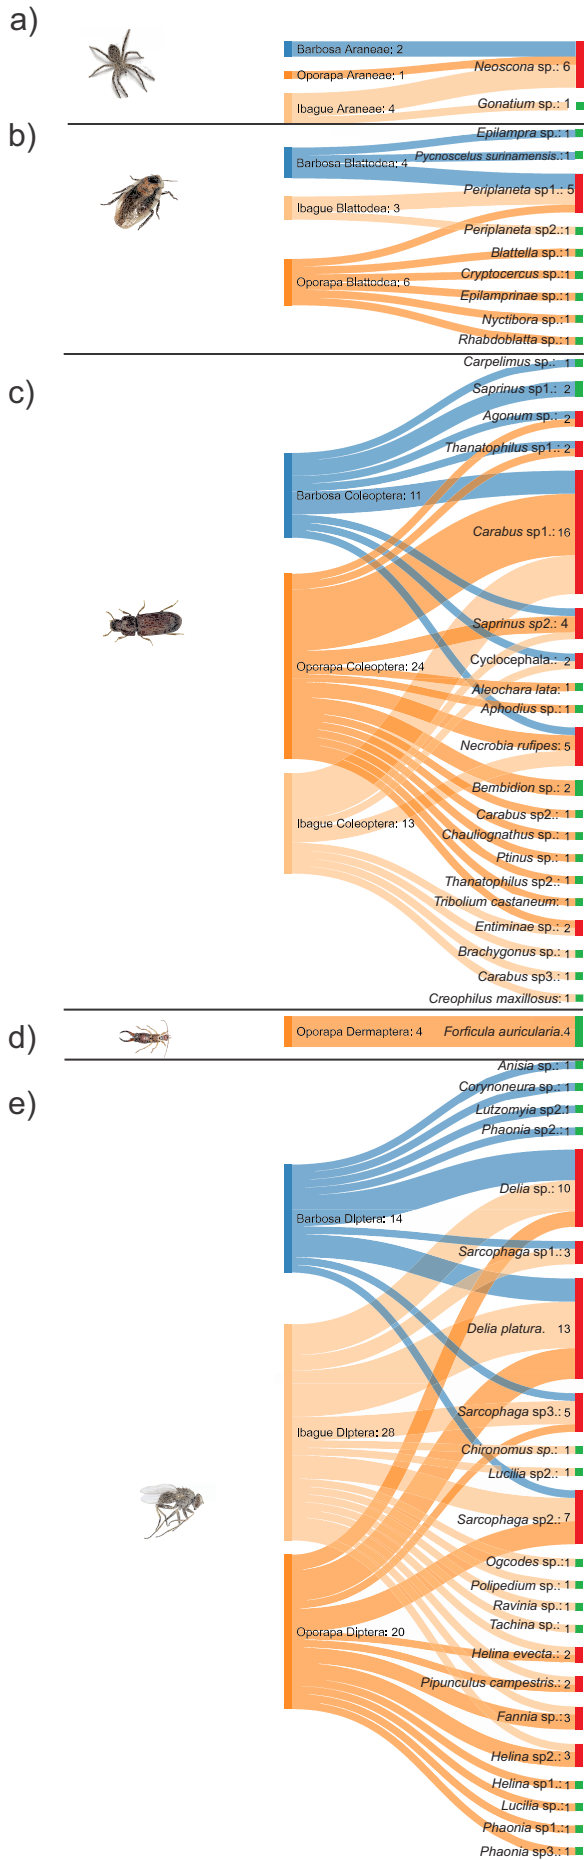 a)
Barbosa Araneae: 2
Oporapa Araneae: 1
Neoscona sp.: 6
Ibague Araneae: 4
Gonatium sp.: 1
b)
Epilampra sp.: 1
Barbosa Blattodea: 4
Pycnoscelus surinamensis.: 1
Periplaneta sp1.: 5
Ibague Blattodea: 3
Periplaneta sp2.: 1
Blattella sp.: 1
Oporapa Blattodea: 6
Cryptocercus sp.: 1
Epilamprinae sp.: 1
Nyctibora sp.: 1
Rhabdoblatta sp.: 1
c)
Carpelimus sp.: 1
Saprinus sp1.: 2
Agonum sp.: 2
Thanatophilus sp1.: 2
Barbosa Coleoptera: 11
Carabus sp1.: 16
Saprinus sp2.: 4
Cyclocephala.: 2
Oporapa Coleoptera: 24
Aleochara lata: 1
Aphodius sp.: 1
Necrobia rufipes: 5
Bembidion sp.: 2
Carabus sp2.: 1
Ibague Coleoptera: 13
Chauliognathus sp.: 1
Ptinus sp.: 1
Thanatophilus sp2.: 1
Tribolium castaneum: 1
Entiminae sp.: 2
Brachygonus sp.: 1
Carabus sp3.: 1
Creophilus maxillosus: 1
d)
Oporapa Dermaptera: 4
Forficula auricularia. 4
e)
Anisia sp.: 1
Corynoneura sp.: 1
Lutzomyia sp2.: 1
Phaonia sp2.: 1
Delia sp.: 10
Barbosa Diptera: 14
Sarcophaga sp1.: 3
Delia platura. 13
Sarcophaga sp3.: 5
Ibague Diptera: 28
Chironomus sp.: 1
Lucilia sp2.: 1
Sarcophaga sp2.: 7
Ogcodes sp.: 1
Polipedium sp.: 1
Ravinia sp.: 1
Tachina sp.: 1
Oporapa Diptera: 20
Helina evecta.: 2
Pipunculus campestris.: 2
Fannia sp.: 3
Helina sp2.: 3
Helina sp1.: 1
Lucilia sp.: 1
Phaonia sp1.: 1
Phaonia sp3.: 1